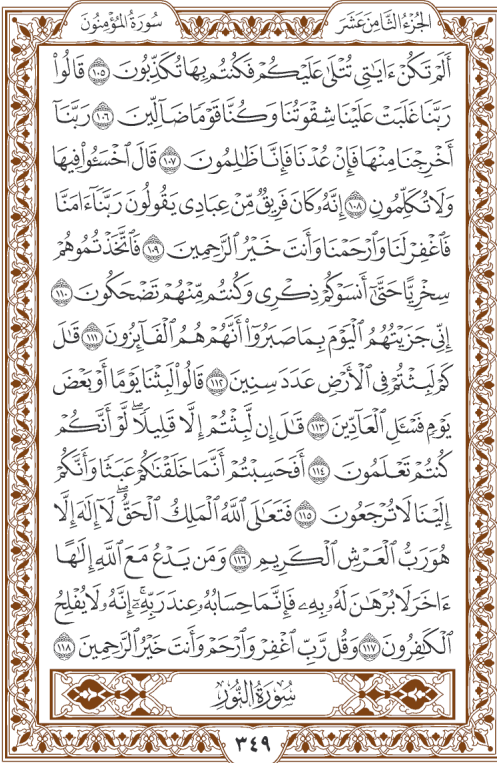 الجزء الثامن عشر
سورة المؤمنون
أَلَمْ تَكُنْ ءَايَٰتِى تُتْلَىٰ عَلَيْكُمْ فَكُنتُم بِهَا تُكَذِّبُونَ ١٠٥ قَالُوا۟
رَبَّنَا غَلَبَتْ عَلَيْنَا شِقْوَتُنَا وَكُنَّا قَوْمًا ضَآلِّينَ ١٠٦ رَبَّنَآ
أَخْرِجْنَا مِنْهَا فَإِنْ عُدْنَا فَإِنَّا ظَٰلِمُونَ ١٠٧ قَالَ ٱخْسَـُٔوا۟ فِيهَا
وَلَا تُكَلِّمُونِ ١٠٨ إِنَّهُۥ كَانَ فَرِيقٌ مِّنْ عِبَادِى يَقُولُونَ رَبَّنَآ ءَامَنَّا
فَٱغْفِرْ لَنَا وَٱرْحَمْنَا وَأَنتَ خَيْرُ ٱلرَّٰحِمِينَ ١٠٩ فَٱتَّخَذْتُمُوهُمْ
سِخْرِيًّا حَتَّىٰٓ أَنسَوْكُمْ ذِكْرِى وَكُنتُم مِّنْهُمْ تَضْحَكُونَ ١١٠
إِنِّى جَزَيْتُهُمُ ٱلْيَوْمَ بِمَا صَبَرُوٓا۟ أَنَّهُمْ هُمُ ٱلْفَآئِزُونَ ١١١ قَٰلَ
كَمْ لَبِثْتُمْ فِى ٱلْأَرْضِ عَدَدَ سِنِينَ ١١٢ قَالُوا۟ لَبِثْنَا يَوْمًا أَوْ بَعْضَ
يَوْمٍ فَسْـَٔلِ ٱلْعَآدِّينَ ١١٣ قَٰلَ إِن لَّبِثْتُمْ إِلَّا قَلِيلًا ۖ لَّوْ أَنَّكُمْ
كُنتُمْ تَعْلَمُونَ ١١٤ أَفَحَسِبْتُمْ أَنَّمَا خَلَقْنَٰكُمْ عَبَثًا وَأَنَّكُمْ
إِلَيْنَا لَا تُرْجَعُونَ ١١٥ فَتَعَٰلَى ٱللَّهُ ٱلْمَلِكُ ٱلْحَقُّ ۖ لَآ إِلَٰهَ إِلَّا
هُوَ رَبُّ ٱلْعَرْشِ ٱلْكَرِيمِ ١١٦ وَمَن يَدْعُ مَعَ ٱللَّهِ إِلَٰهًا
ءَاخَرَ لَا بُرْهَٰنَ لَهُۥ بِهِۦ فَإِنَّمَا حِسَابُهُۥ عِندَ رَبِّهِۦٓ ۚ إِنَّهُۥ لَا يُفْلِحُ
ٱلْكَٰفِرُونَ ١١٧ وَقُل رَّبِّ ٱغْفِرْ وَٱرْحَمْ وَأَنتَ خَيْرُ ٱلرَّٰحِمِينَ ١١٨
سُورَةُ النُّورِ
٣٤٩